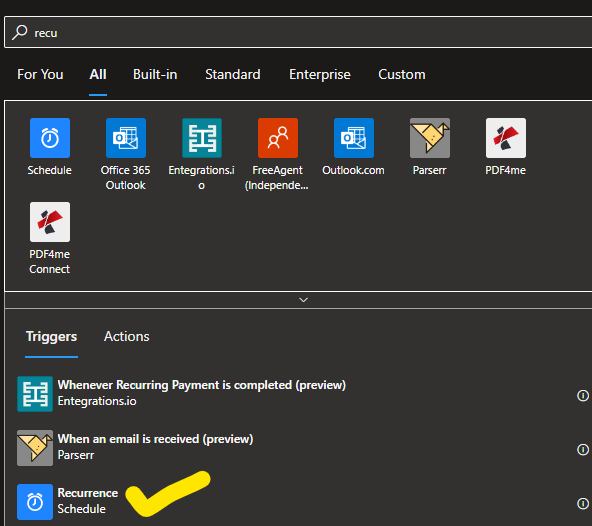 recu
For You All Built-in Standard Enterprise Custom
Schedule Office 365 Entegrations.i FreeAgent Outlook.com Parserr PDF4me
Outlook o (Independe...
PDF4me
Connect
Triggers Actions
Whenever Recurring Payment is completed (preview)
Entegrations.io
When an email is received (preview)
Parserr
Recurrence
Schedule